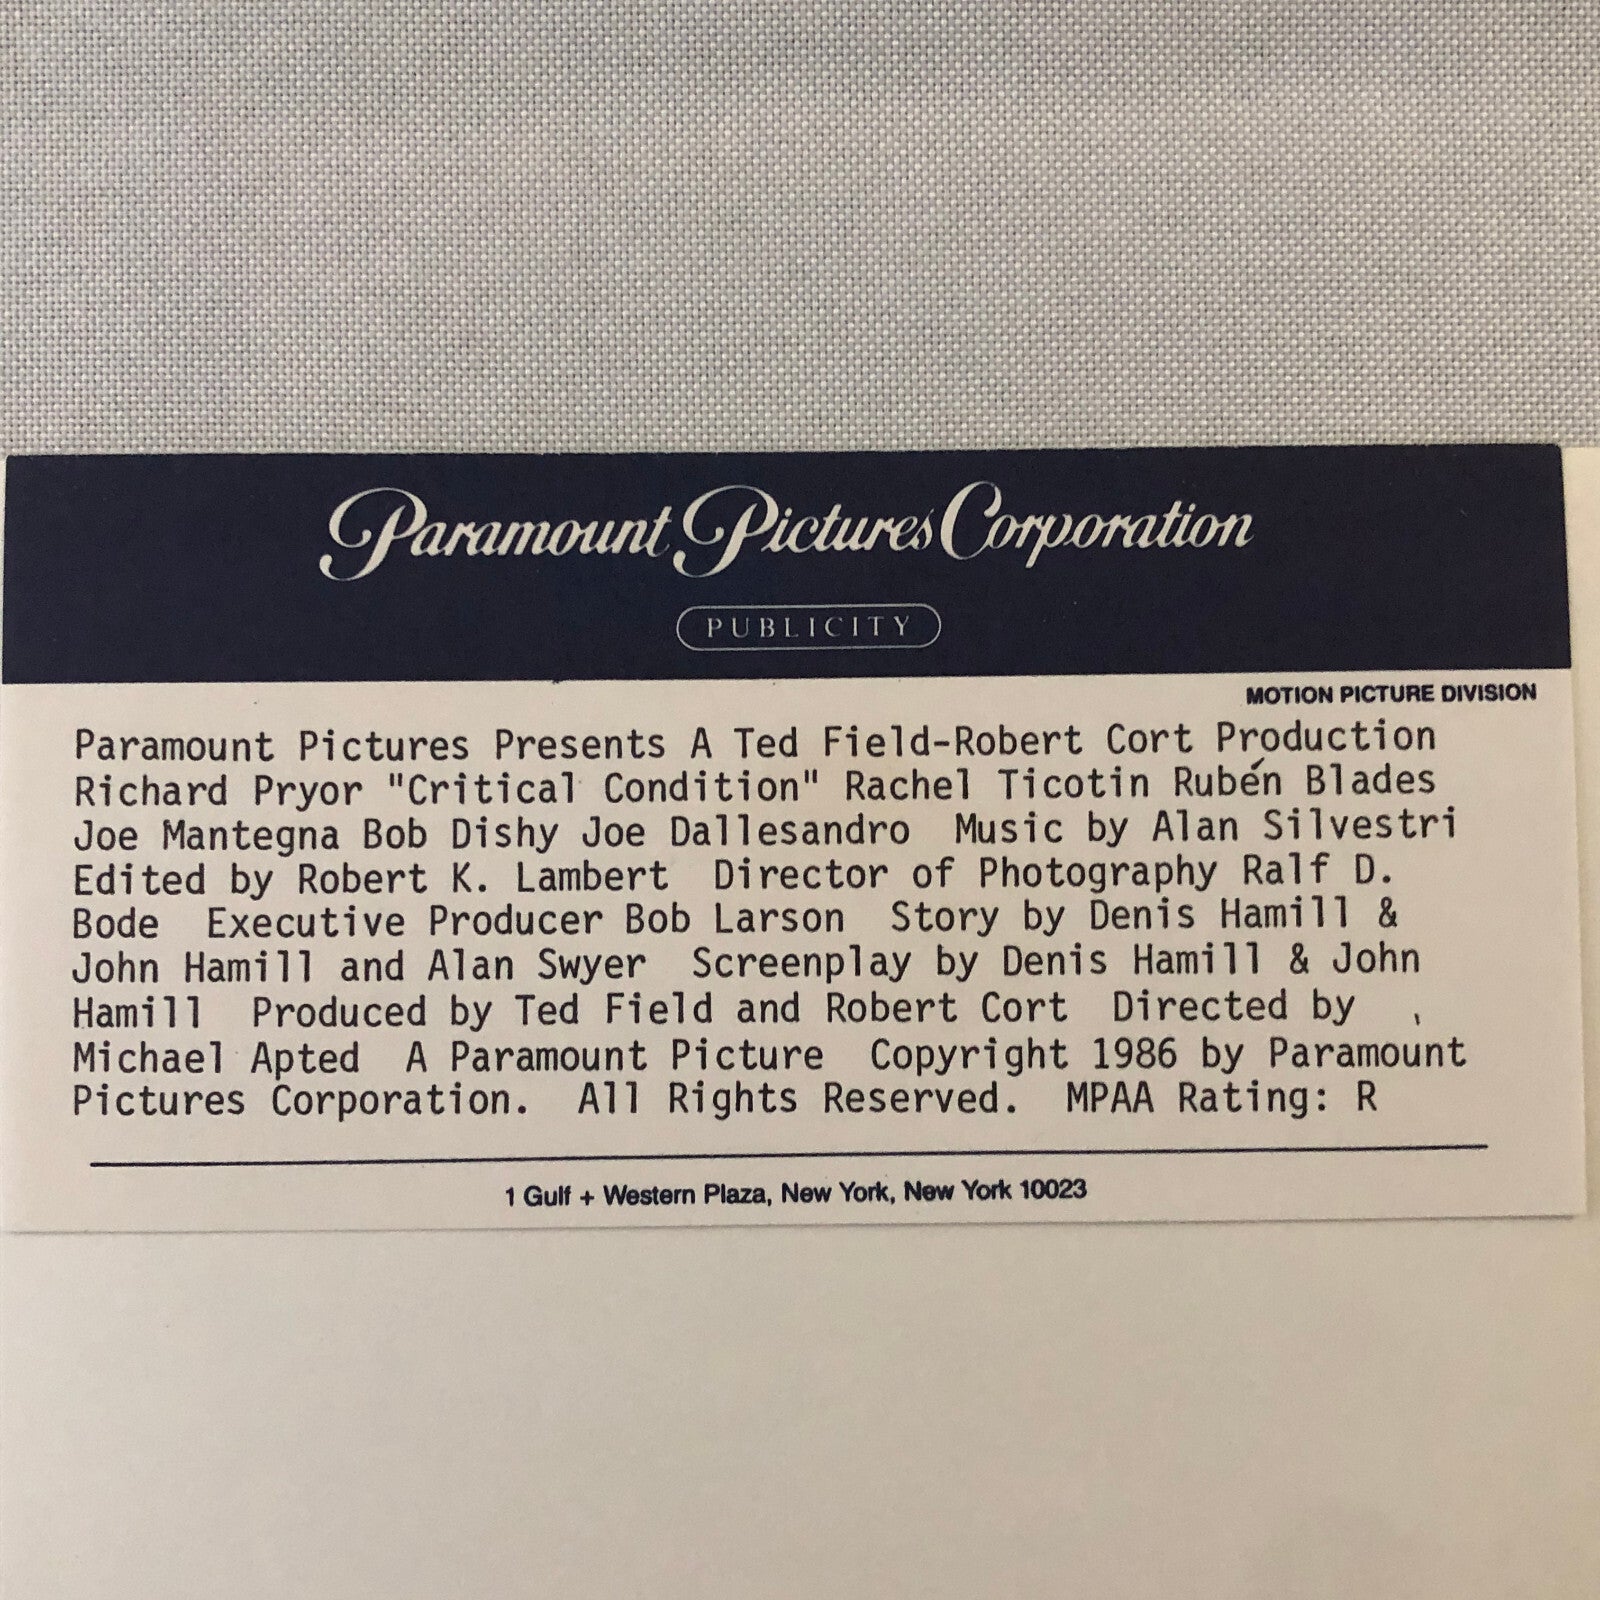 Paramount Pictures Corporation
PUBLICITY
MOTION PICTURE DIVISION
Paramount Pictures Presents A Ted Field-Robert Cort Production
Richard Pryor "Critical Condition" Rachel Ticotin Rubén Blades
Joe Mantegna Bob Dishy Joe Dallesandro Music by Alan Silvestri
Edited by Robert K. Lambert Director of Photography Ralf D.
Bode Executive Producer Bob Larson Story by Denis Hamill &
John Hamill and Alan Swyer Screenplay by Denis Hamill & John
Hamill Produced by Ted Field and Robert Cort Directed by
Michael Apted A Paramount Picture Copyright 1986 by Paramount
Pictures Corporation. All Rights Reserved. MPAA Rating: R
1 Gulf + Western Plaza, New York, New York 10023